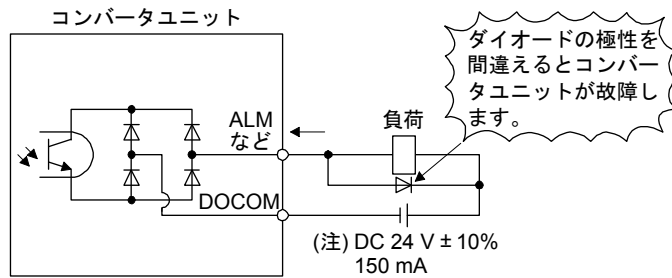 コンバータユニット
ダイオードの極性を
間違えるとコンバー
タユニットが故障し
ます。
ALM
など
負荷
DOCOM
(注) DC 24 V ± 10%
150 mA